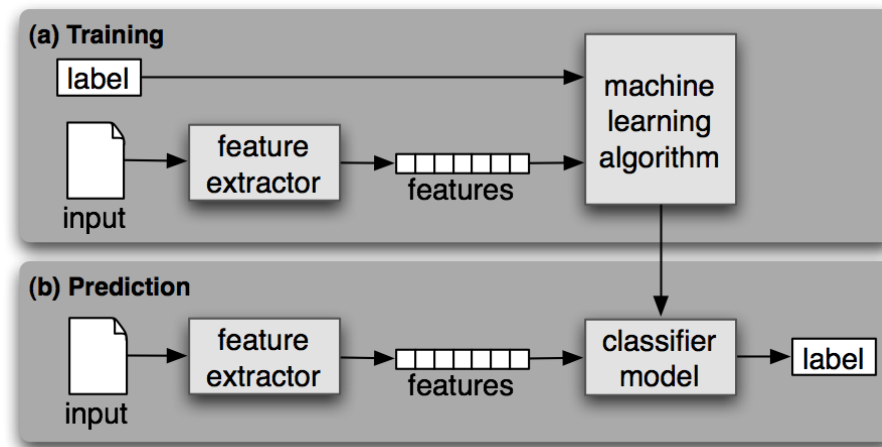 (a) Training
label
machine
learning
algorithm
feature
extractor
features
input
(b) Prediction
feature
extractor
features
classifier
model
label
input